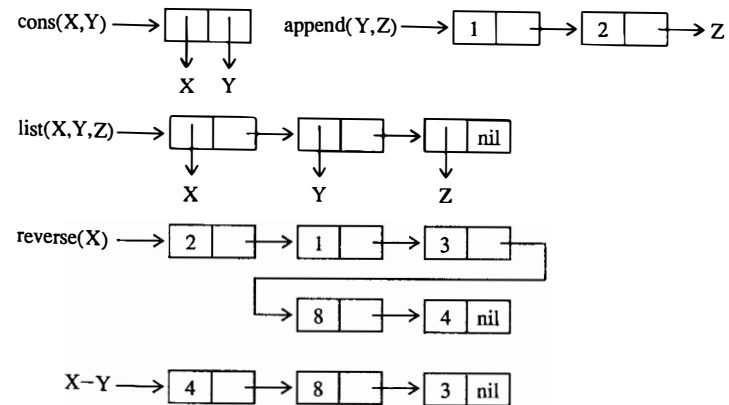 cons(X,Y) append(Y,Z) 1 2 Z
X Y
list(X,Y,Z) nil
X Y Z
reverse(X) 2 1 3
8 4 nil
X−Y 4 8 3 nil